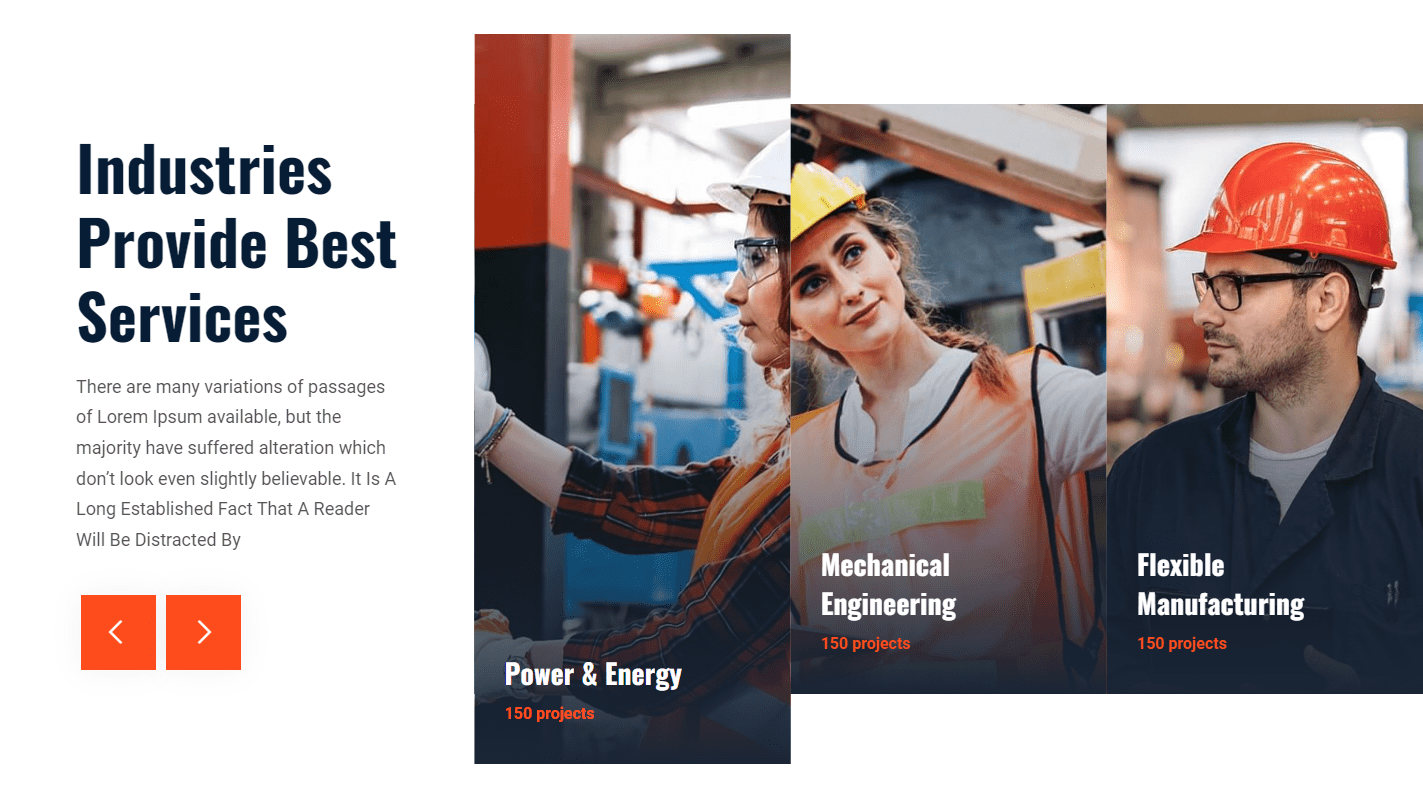 Industries
Provide Best
Services
There are many variations of passages
of Lorem Ipsum available, but the
majority have suffered alteration which
don’t look even slightly believable. It Is A
Long Established Fact That A Reader
Will Be Distracted By
Power & Energy
150 projects
Mechanical
Engineering
150 projects
Flexible
Manufacturing
150 projects